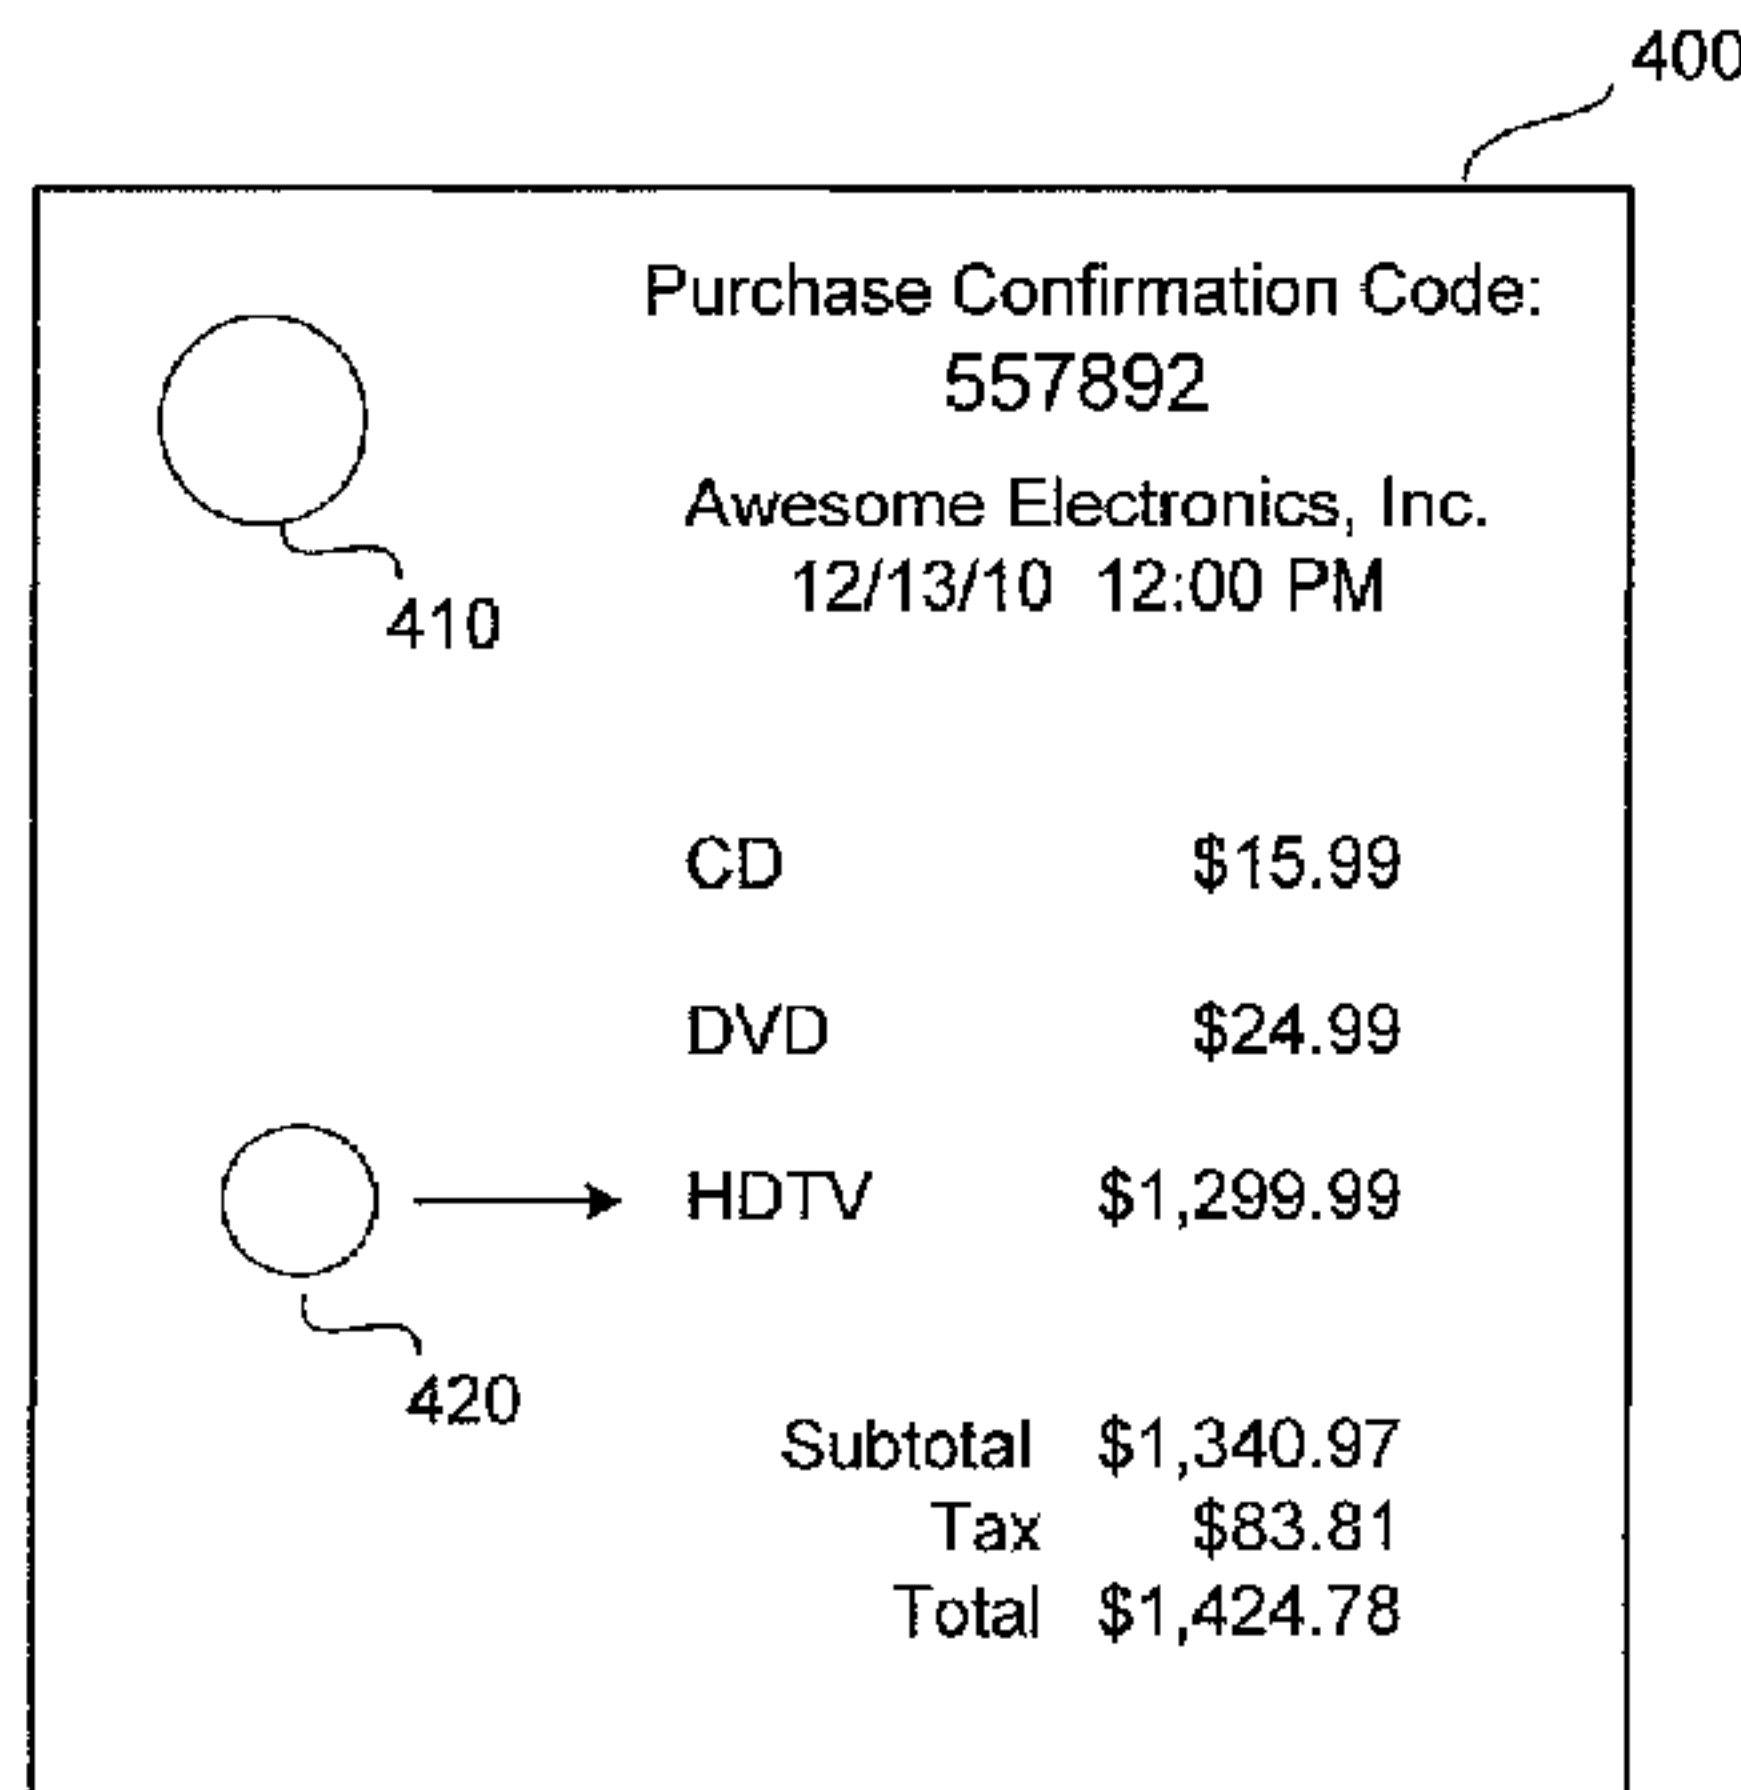 400
Purchase Confirmation Code:
557892
Awesome Electronics, Inc.
12/13/10 12:00 PM
410
CD $15.99
DVD $24.99
HDTV $1,299.99
420
Subtotal $1,340.97
Tax $83.81
Total $1,424.78